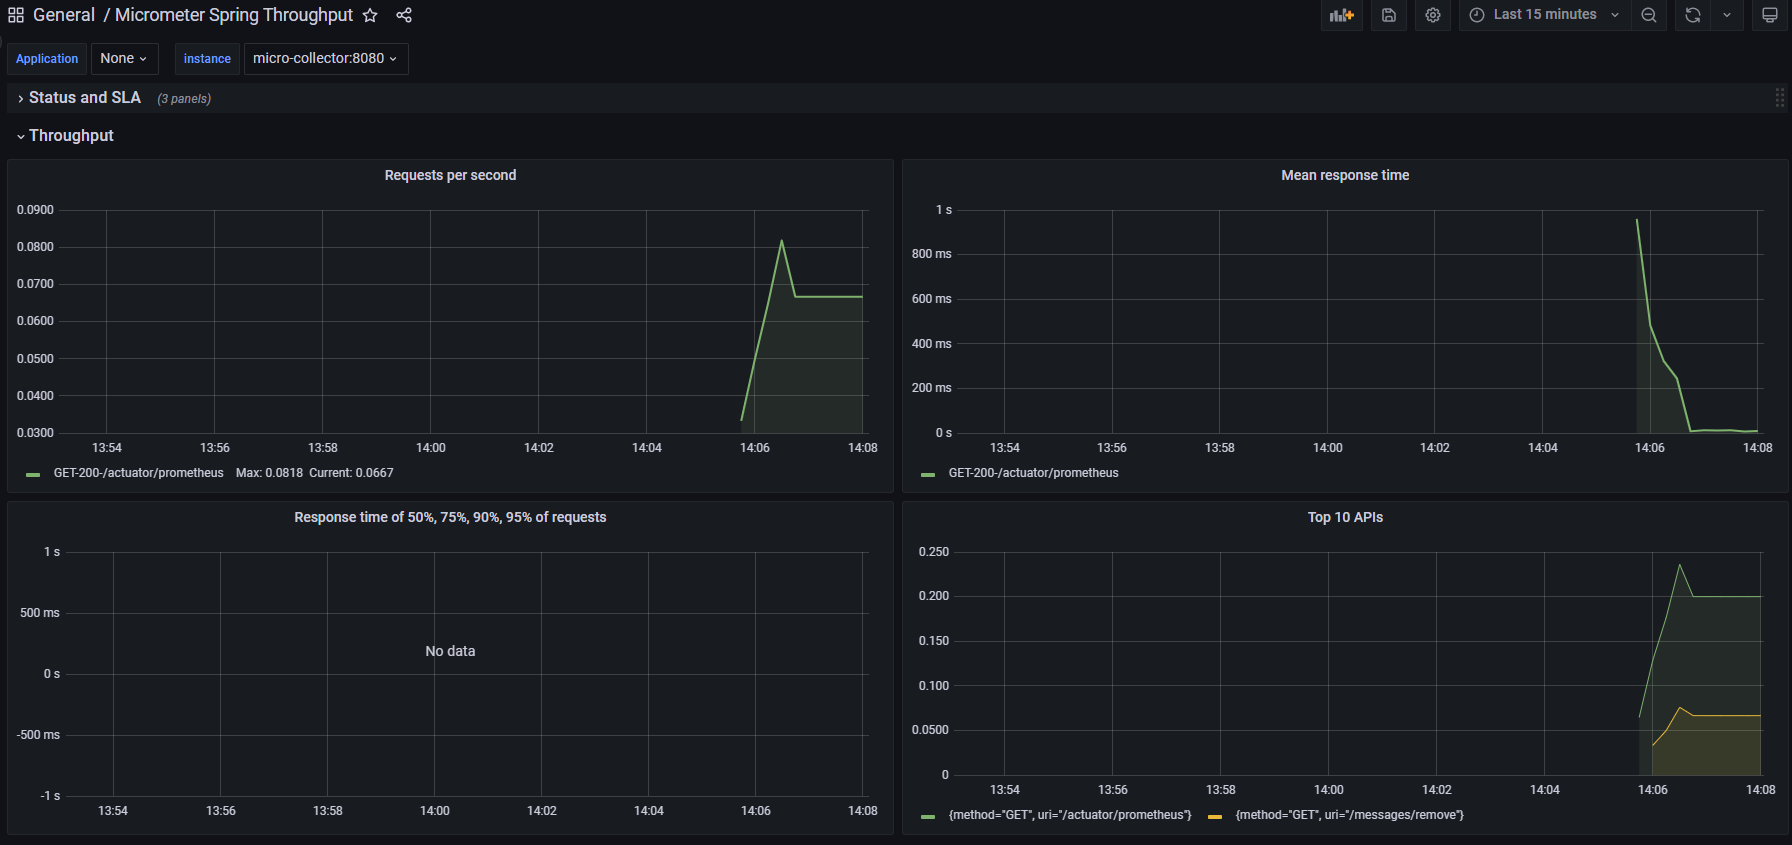 General / Micrometer Spring Throughput
Last 15 minutes
Application None instance micro-collector:8080
Status and SLA (3 panels)
Throughput
Requests per second
0.0900
0.0800
0.0700
0.0600
0.0500
0.0400
0.0300
13:54 13:56 13:58 14:00 14:02 14:04 14:06 14:08
GET-200-/actuator/prometheus Max: 0.0818 Current: 0.0667
Mean response time
1 s
800 ms
600 ms
400 ms
200 ms
0 s
13:54 13:56 13:58 14:00 14:02 14:04 14:06 14:08
GET-200-/actuator/prometheus
Response time of 50%, 75%, 90%, 95% of requests
1 s
500 ms
No data
0 s
-500 ms
-1 s
13:54 13:56 13:58 14:00 14:02 14:04 14:06 14:08
Top 10 APIs
0.250
0.200
0.150
0.100
0.0500
0
13:54 13:56 13:58 14:00 14:02 14:04 14:06 14:08
{method="GET", uri="/actuator/prometheus"} {method="GET", uri="/messages/remove"}